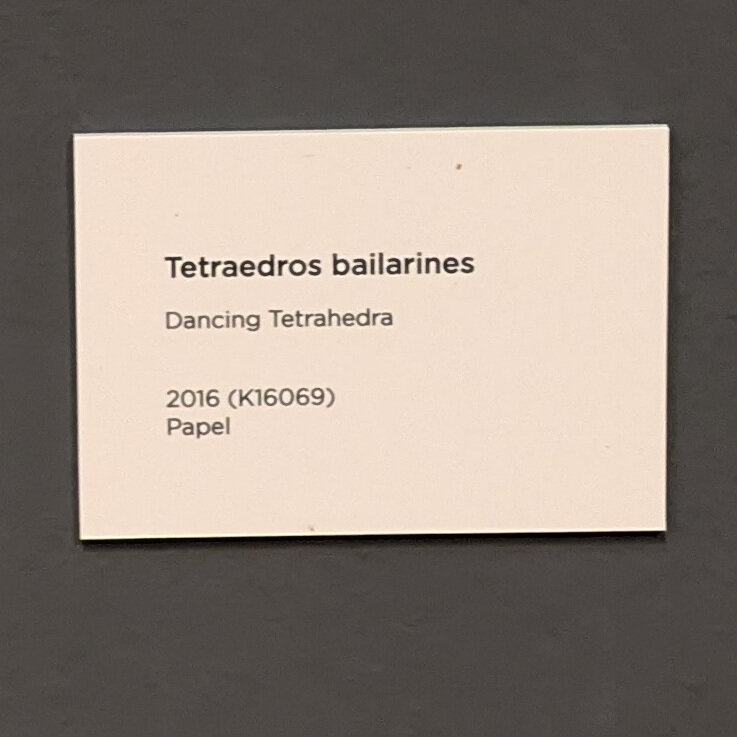 Tetraedros bailarines
Dancing Tetrahedra
2016 (K16069)
Papel